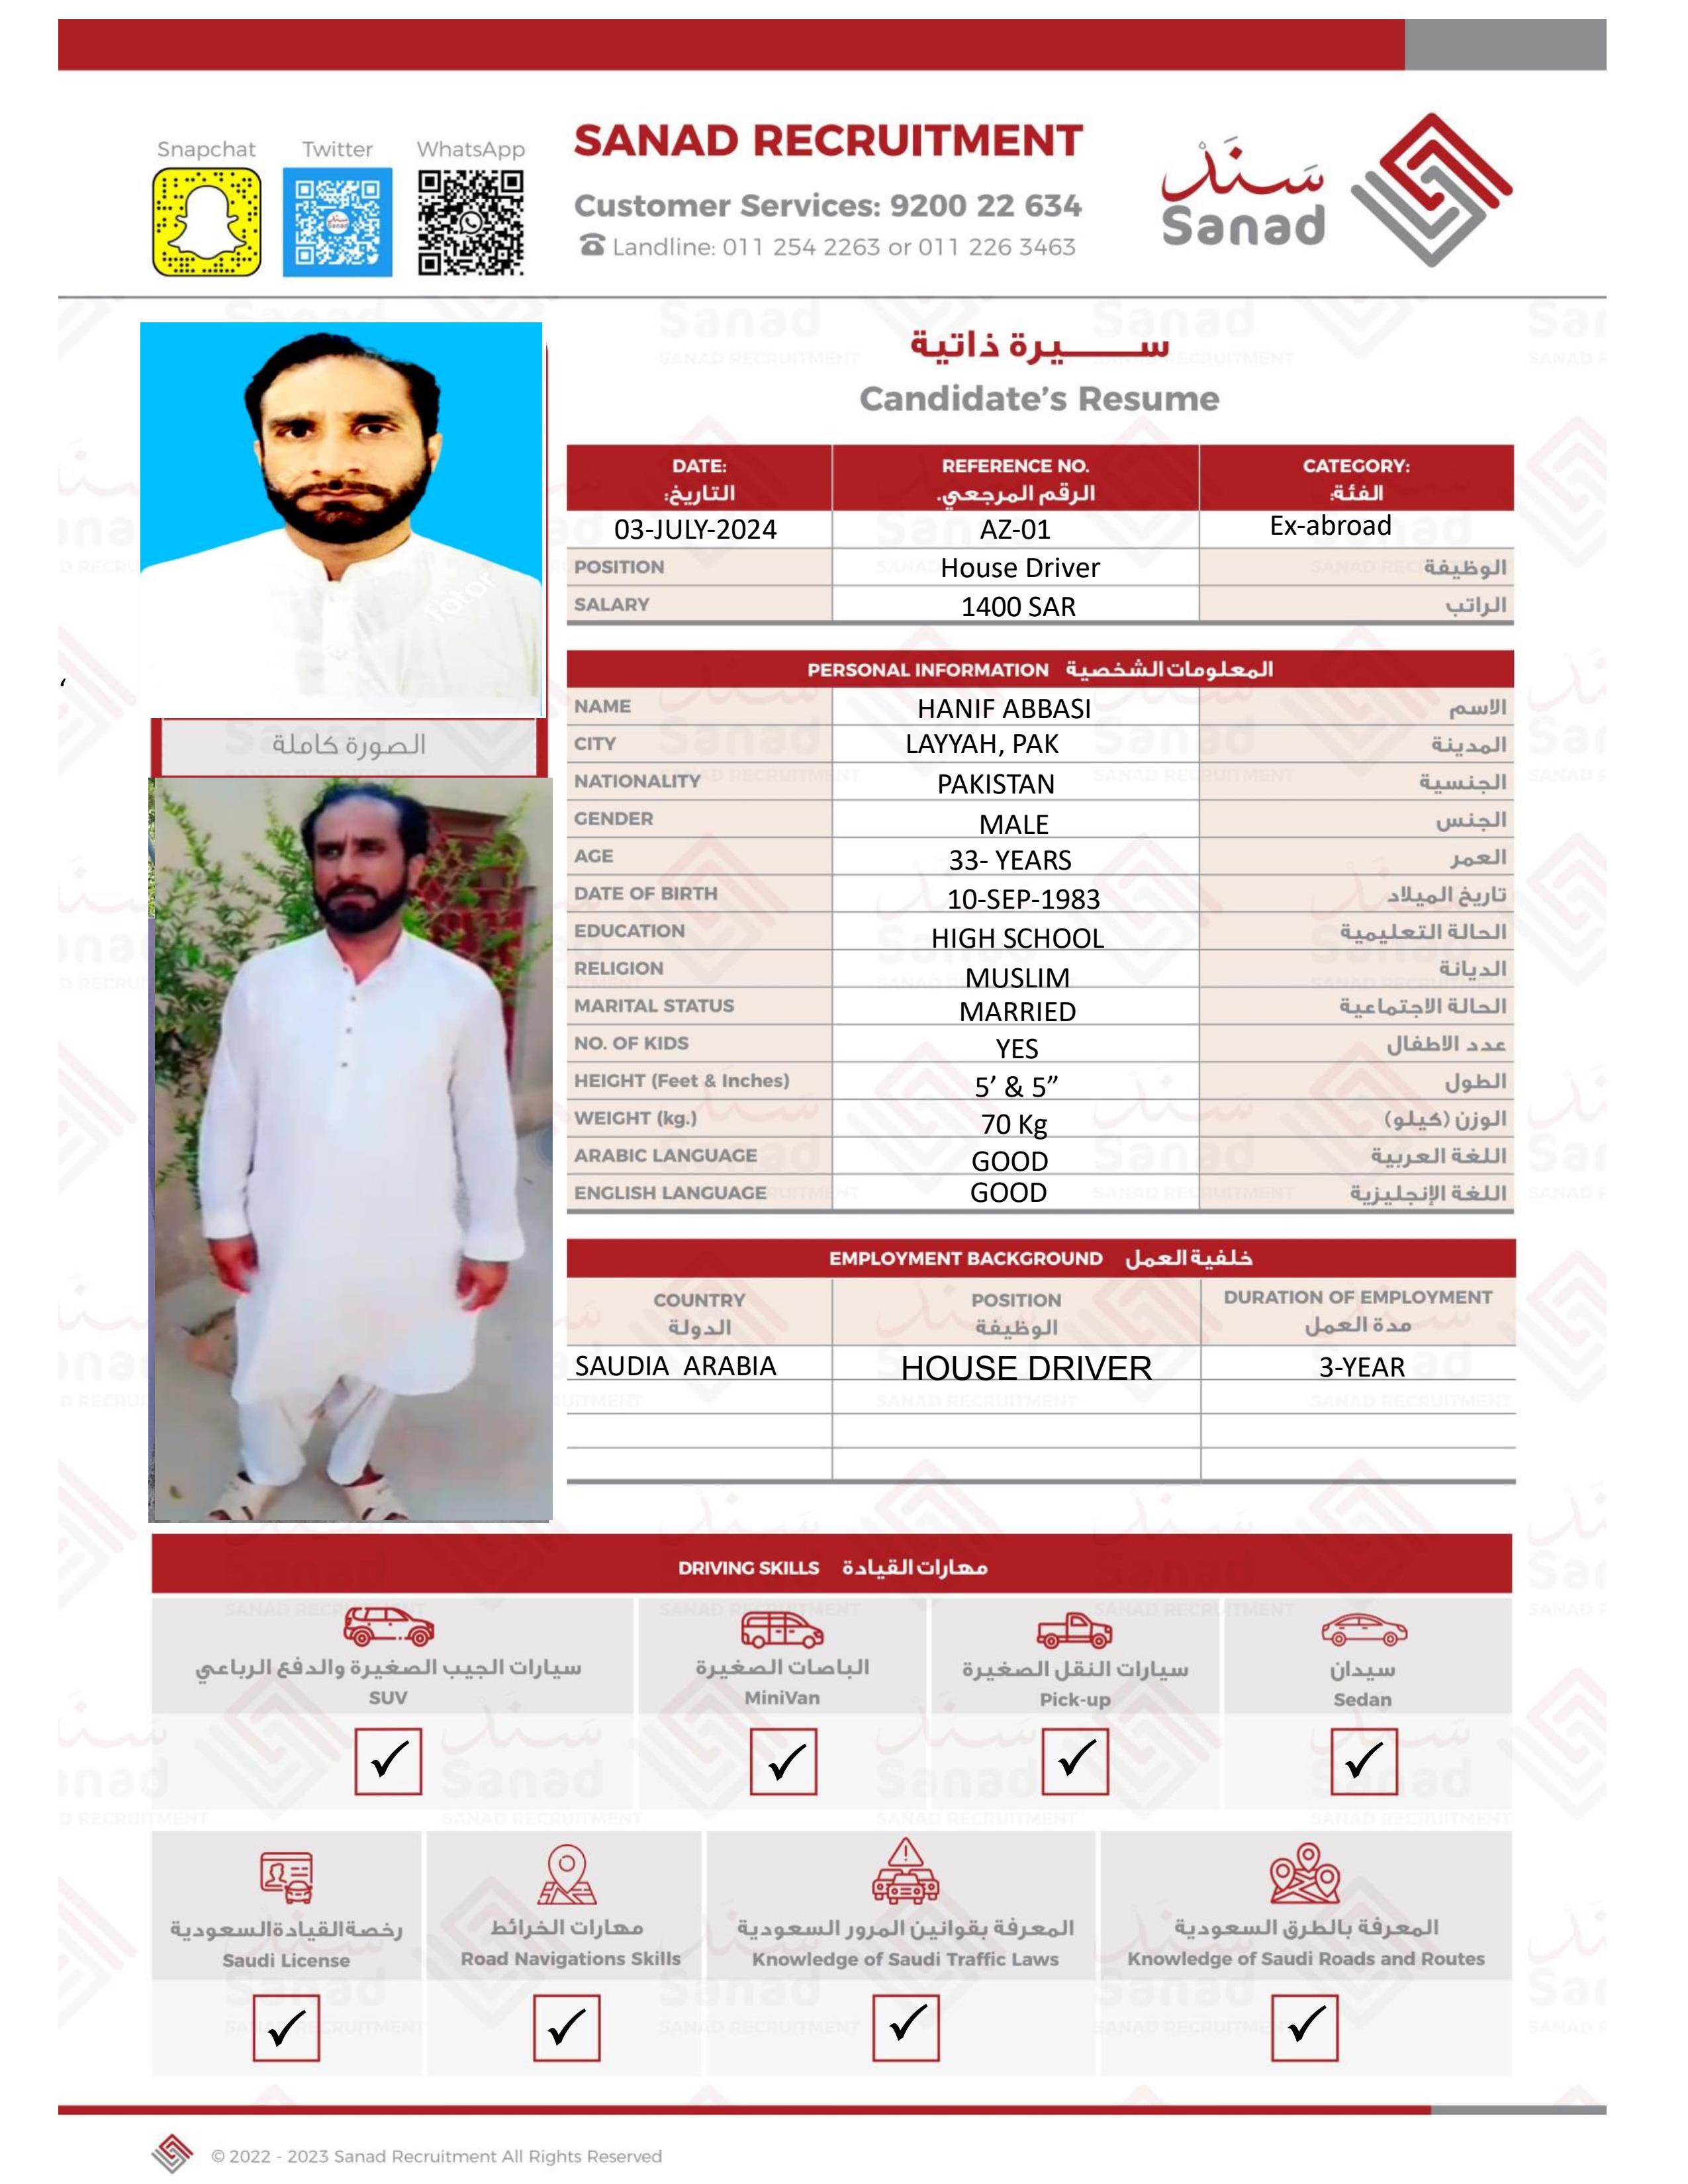 Snapchat Twitter WhatsApp
SANAD RECRUITMENT
Customer Services: 9200 22 634
Landline: 011 254 2263 or 011 226 3463
سَنَدْ
Sanad
ســـــيرة ذاتية
Candidate's Resume
DATE: REFERENCE NO. CATEGORY:
التاريخ: الرقم المرجعي. الفئة:
03-JULY-2024 AZ-01 Ex-abroad
POSITION House Driver الوظيفة
SALARY 1400 SAR الراتب
Fotor
PERSONAL INFORMATION المعلومات الشخصية
NAME HANIF ABBASI الاسم
الصورة كاملة
CITY LAYYAH, PAK المدينة
NATIONALITY PAKISTAN الجنسية
GENDER MALE الجنس
AGE 33- YEARS العمر
DATE OF BIRTH 10-SEP-1983 تاريخ الميلاد
EDUCATION HIGH SCHOOL الحالة التعليمية
RELIGION MUSLIM الديانة
MARITAL STATUS MARRIED الحالة الاجتماعية
NO. OF KIDS YES عدد الاطفال
HEIGHT (Feet & Inches) 5’ & 5” الطول
WEIGHT (kg.) 70 Kg الوزن (كيلو)
ARABIC LANGUAGE GOOD اللغة العربية
ENGLISH LANGUAGE GOOD اللغة الإنجليزية
EMPLOYMENT BACKGROUND خلفية العمل
COUNTRY POSITION DURATION OF EMPLOYMENT
الدولة الوظيفة مدة العمل
SAUDIA ARABIA HOUSE DRIVER 3-YEAR
DRIVING SKILLS مهارات القيادة
سيارات الجيب الصغيرة والدفع الرباعي الباصات الصغيرة سيارات النقل الصغيرة سيدان
SUV MiniVan Pick-up Sedan
✓ ✓ ✓ ✓
رخصة القيادة السعودية مهارات الخرائط المعرفة بقوانين المرور السعودية المعرفة بالطرق السعودية
Saudi License Road Navigations Skills Knowledge of Saudi Traffic Laws Knowledge of Saudi Roads and Routes
✓ ✓ ✓ ✓
© 2022 - 2023 Sanad Recruitment All Rights Reserved